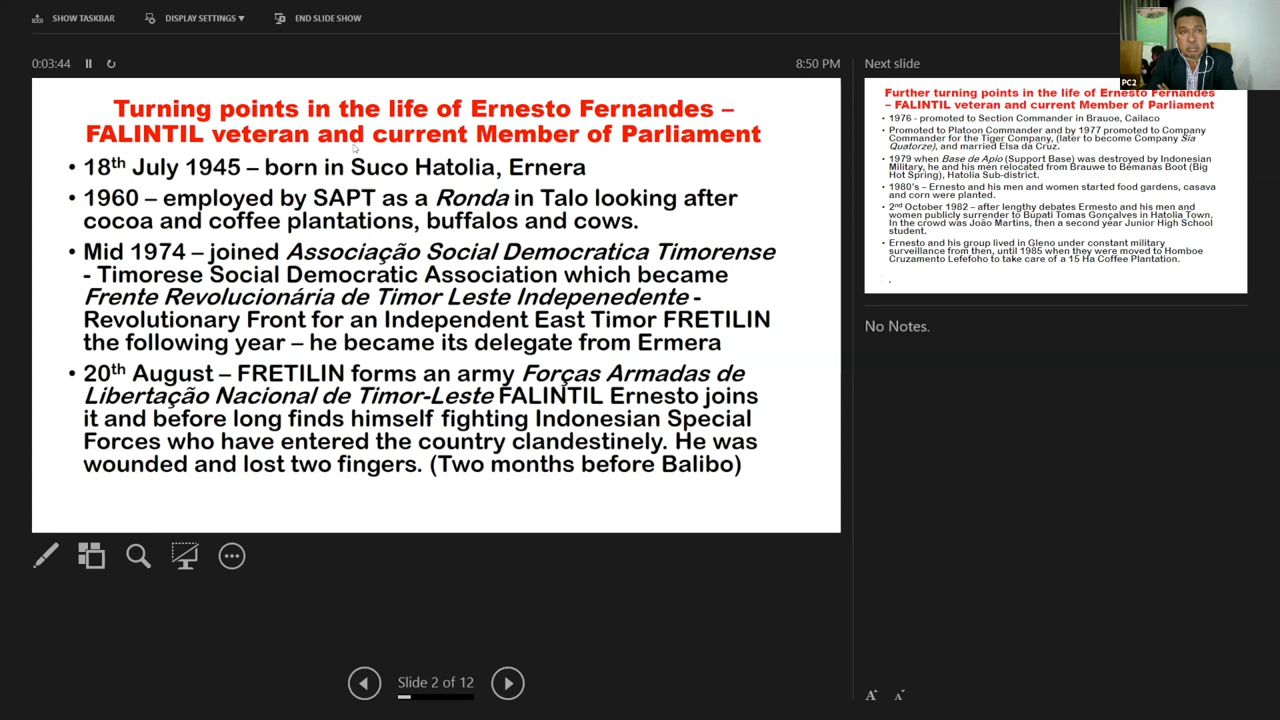 SHOW TASKBAR
DISPLAY SETTINGS ▼
END SLIDE SHOW
PC2
0:03:44
8:50 PM
Turning points in the life of Ernesto Fernandes –
FALINTIL veteran and current Member of Parliament
• 18th July 1945 – born in Suco Hatolia, Ernera
• 1960 – employed by SAPT as a Ronda in Talo looking after
cocoa and coffee plantations, buffalos and cows.
• Mid 1974 – joined Associação Social Democratica Timorense
- Timorese Social Democratic Association which became
Frente Revolucionária de Timor Leste Indepenedente -
Revolutionary Front for an Independent East Timor FRETILIN
the following year – he became its delegate from Ermera
• 20th August – FRETILIN forms an army Forças Armadas de
Libertação Nacional de Timor-Leste FALINTIL Ernesto joins
it and before long finds himself fighting Indonesian Special
Forces who have entered the country clandestinely. He was
wounded and lost two fingers. (Two months before Balibo)
Slide 2 of 12
Next slide
Further turning points in the life of Ernesto Fernandes
– FALINTIL veteran and current Member of Parliament
• 1976 - promoted to Section Commander in Brauoe, Cailaco
• Promoted to Platoon Commander and by 1977 promoted to Company
Commander for the Tiger Company, (later to become Company Sia
Quatorze), and married Elsa da Cruz.
• 1979 when Base de Apio (Support Base) was destroyed by Indonesian
Military, he and his men relocated from Brauwe to Bemanas Boot (Big
Hot Spring), Hatolia Sub-district.
• 1980's – Ernesto and his men and women started food gardens, casava
and corn were planted.
• 2nd October 1982 – after lengthy debates Ermesto and his men and
women publicly surrender to Bupati Tomas Gonçalves in Hatolia Town.
In the crowd was João Martins, then a second year Junior High School
student.
• Ernesto and his group lived in Gleno under constant military
surveillance from then, until 1985 when they were moved to Homboe
Cruzamento Lefefoho to take care of a 15 Ha Coffee Plantation.
No Notes.
A A